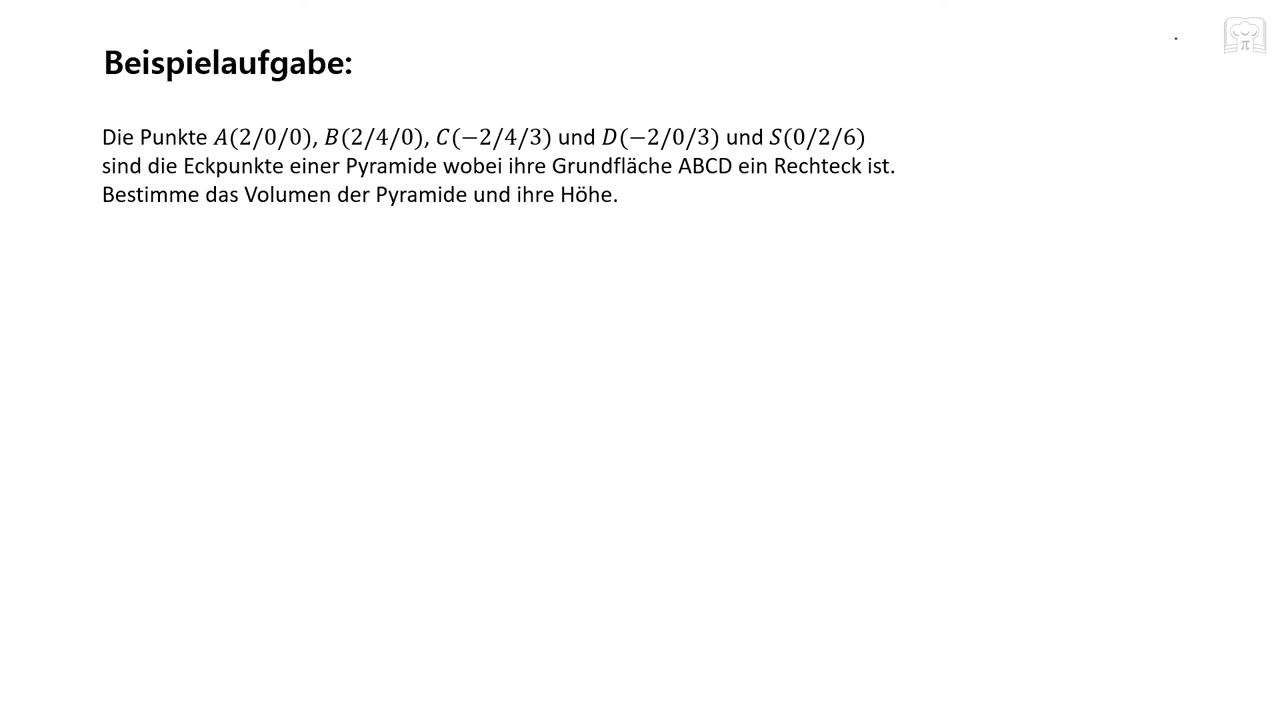 Beispielaufgabe:
Die Punkte A(2/0/0), B(2/4/0), C(−2/4/3) und D(−2/0/3) und S(0/2/6)
sind die Eckpunkte einer Pyramide wobei ihre Grundfläche ABCD ein Rechteck ist.
Bestimme das Volumen der Pyramide und ihre Höhe.
π